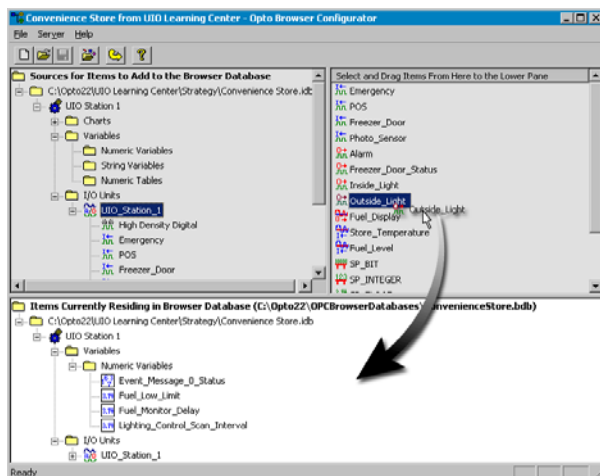 Convenience Store from UIO Learning Center - Opto Browser Configurator
File Server Help
Sources for Items to Add to the Browser Database
C:\Opto22\UIO Learning Center\Strategy\Convenience Store.idb
UIO Station 1
Charts
Variables
Numeric Variables
String Variables
Numeric Tables
I/O Units
UIO_Station_1
High Density Digital
Emergency
POS
Freezer_Door
Select and Drag Items From Here to the Lower Pane
Emergency
POS
Freezer_Door
Photo_Sensor
Alarm
Freezer_Door_Status
Inside_Light
Outside_Light
Outside_Light
Fuel_Display
Store_Temperature
Fuel_Level
SP_BIT
SP_INTEGER
Items Currently Residing in Browser Database (C:\Opto22\OPCBrowserDatabases\ConvenienceStore.bdb)
C:\Opto22\UIO Learning Center\Strategy\Convenience Store.idb
UIO Station 1
Variables
Numeric Variables
Event_Message_0_Status
Fuel_Low_Limit
Fuel_Monitor_Delay
Lighting_Control_Scan_Interval
I/O Units
UIO_Station_1
Ready